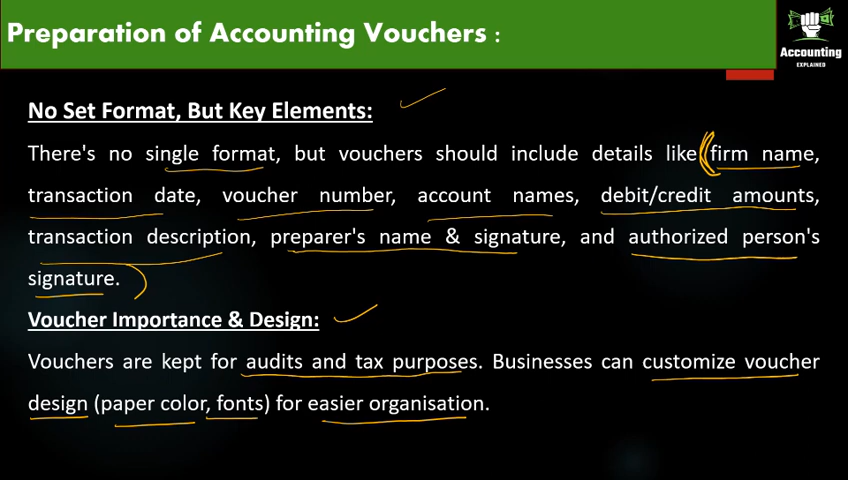 Preparation of Accounting Vouchers :
Accounting
EXPLAINED
No Set Format, But Key Elements:
There's no single format, but vouchers should include details like firm name,
transaction date, voucher number, account names, debit/credit amounts,
transaction description, preparer's name & signature, and authorized person's
signature.
Voucher Importance & Design:
Vouchers are kept for audits and tax purposes. Businesses can customize voucher
design (paper color, fonts) for easier organisation.